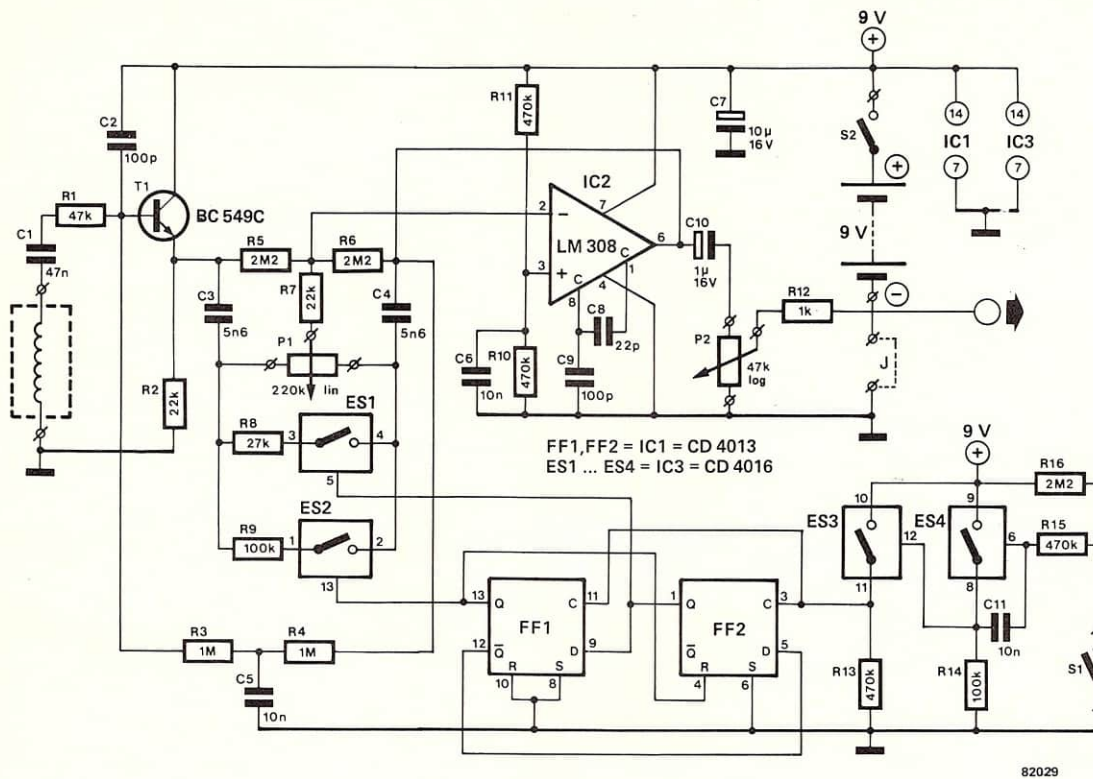 9 V
+
C2
100p
T1
BC 549C
R1
47k
C1
47n
R2
22k
C3
5n6
R5
2M2
R6
2M2
R7
22k
C4
5n6
P1
220k lin
R8
27k
3
ES1
4
5
R9
100k
1
ES2
2
13
R3
1M
R4
1M
C5
10n
R11
470k
IC2
LM 308
2
−
3
+
7
6
C
8
4
C
1
C8
22p
C9
100p
C6
10n
R10
470k
C7
10µ
16V
C10
1µ
16V
P2
47k
log
R12
1k
S2
+
9 V
−
J
14
IC1
7
14
IC3
7
FF1,FF2 = IC1 = CD 4013
ES1 ... ES4 = IC3 = CD 4016
13
Q
C
11
FF1
12
Q
D
9
R
S
10
8
1
Q
C
3
FF2
Q
D
5
R
S
4
6
9 V
+
10
ES3
12
11
9
ES4
6
8
R16
2M2
R15
470k
C11
10n
R13
470k
R14
100k
S1
82029